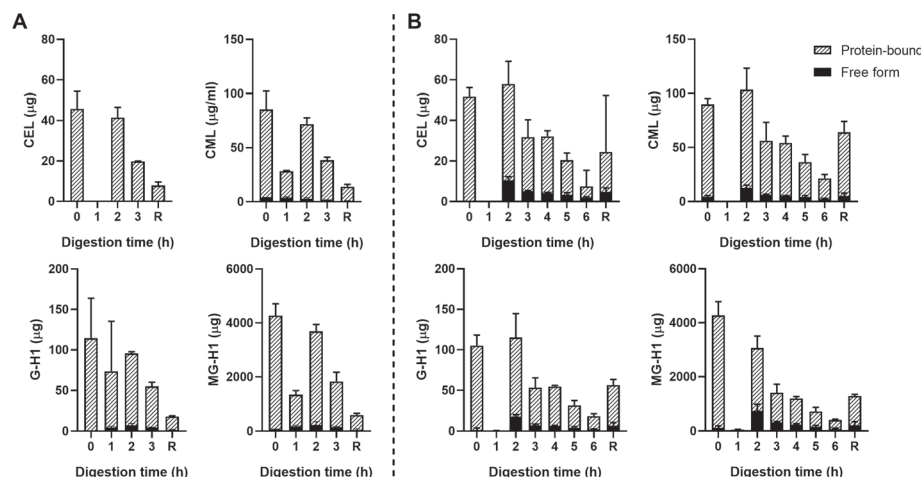 A
B
80
60
40
20
0
CEL (μg)
0 1 2 3 R
Digestion time (h)
150
100
50
0
CML (μg/ml)
0 1 2 3 R
Digestion time (h)
80
60
40
20
0
CEL (μg)
0 1 2 3 4 5 6 R
Digestion time (h)
150
100
50
0
CML (μg)
0 1 2 3 4 5 6 R
Digestion time (h)
Protein-bound
Free form
200
150
100
50
0
G-H1 (μg)
0 1 2 3 R
Digestion time (h)
6000
4000
2000
0
MG-H1 (μg)
0 1 2 3 R
Digestion time (h)
200
150
100
50
0
G-H1 (μg)
0 1 2 3 4 5 6 R
Digestion time (h)
6000
4000
2000
0
MG-H1 (μg)
0 1 2 3 4 5 6 R
Digestion time (h)